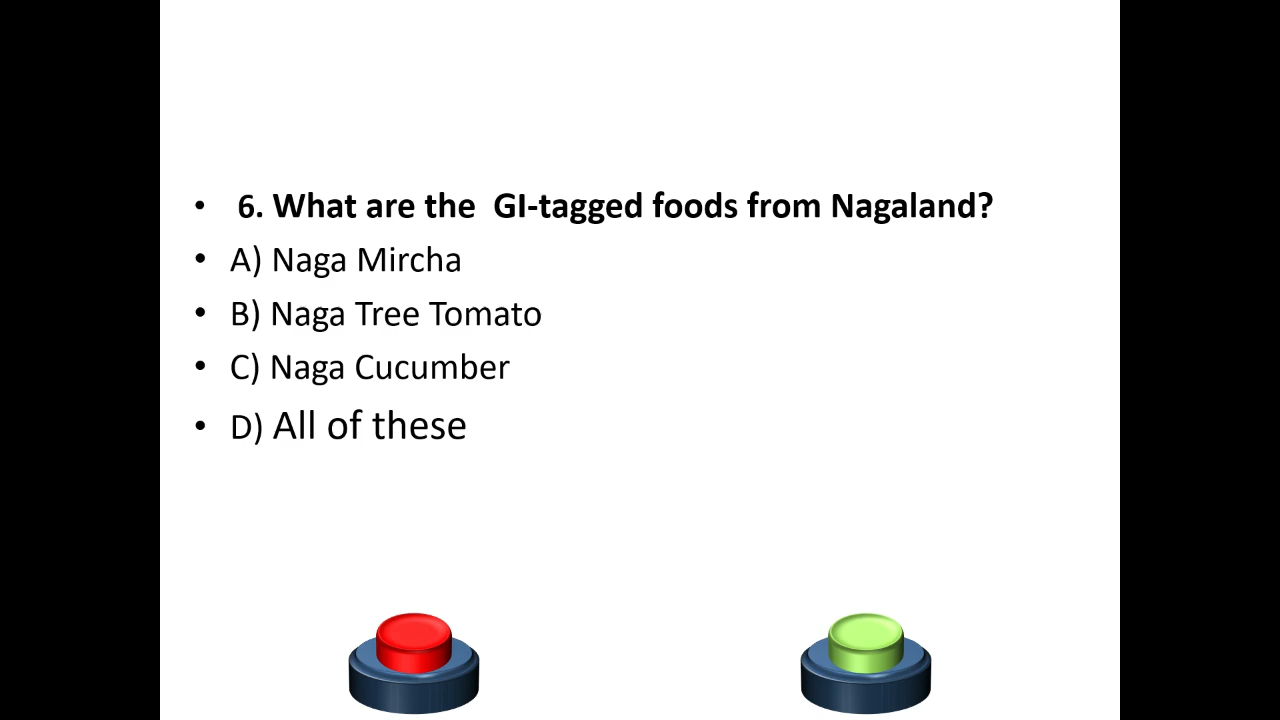 • 6. What are the  GI-tagged foods from Nagaland?
• A) Naga Mircha
• B) Naga Tree Tomato
• C) Naga Cucumber
• D) All of these